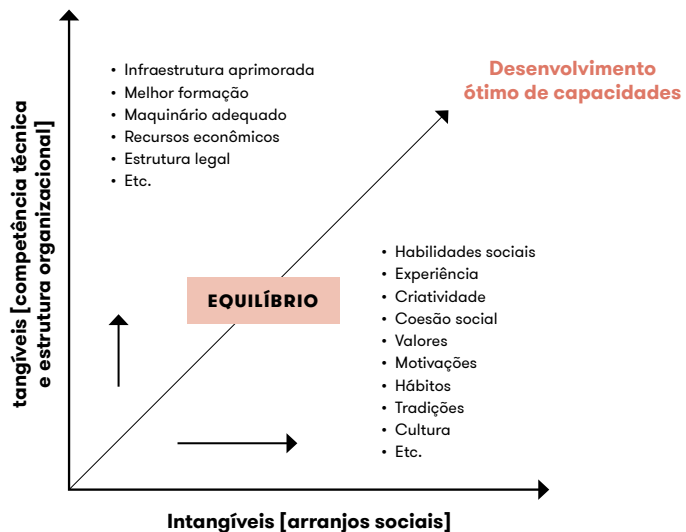 • Infraestrutura aprimorada
• Melhor formação
• Maquinário adequado
• Recursos econômicos
• Estrutura legal
• Etc.
Desenvolvimento
ótimo de capacidades
tangíveis [competência técnica
e estrutura organizacional]
EQUILÍBRIO
• Habilidades sociais
• Experiência
• Criatividade
• Coesão social
• Valores
• Motivações
• Hábitos
• Tradições
• Cultura
• Etc.
Intangíveis [arranjos sociais]